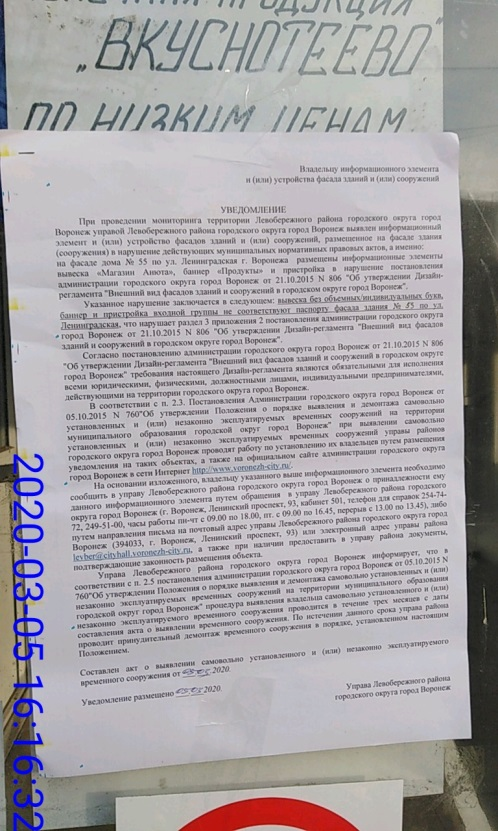 ПРОДУКЦИЯ
„ВКУСНОТЕЕВО"
ПО НИЗКИМ ЦЕНАМ
Владельцу информационного элемента
и (или) устройства фасада зданий и (или) сооружений
УВЕДОМЛЕНИЕ
При проведении мониторинга территории Левобережного района городского округа город
Воронеж управой Левобережного района городского округа город Воронеж выявлен информационный
элемент и (или) устройство фасадов зданий и (или) сооружений, размещенное на фасаде здания
(сооружения) в нарушение действующих муниципальных нормативных правовых актов, а именно:
на фасаде дома № 55 по ул. Ленинградская г. Воронежа размещены информационные элементы
вывеска «Магазин Анюта», баннер «Продукты» и пристройка в нарушение постановления
администрации городского округа город Воронеж от 21.10.2015 N 806 "Об утверждении Дизайн-
регламента "Внешний вид фасадов зданий и сооружений в городском округе город Воронеж".
Указанное нарушение заключается в следующем: вывеска без объемных/индивидуальных букв,
баннер и пристройка входной группы не соответствуют паспорту фасада здания № 55 по ул.
Ленинградская, что нарушает раздел 3 приложения 2 постановления администрации городского округа
город Воронеж от 21.10.2015 N 806 "Об утверждении Дизайн-регламента "Внешний вид фасадов
зданий и сооружений в городском округе город Воронеж".
Согласно постановлению администрации городского округа город Воронеж от 21.10.2015 N 806
"Об утверждении Дизайн-регламента "Внешний вид фасадов зданий и сооружений в городском округе
город Воронеж" требования настоящего Дизайн-регламента являются обязательными для исполнения
всеми юридическими, физическими, должностными лицами, индивидуальными предпринимателями,
действующими на территории городского округа город Воронеж.
В соответствии с п. 2.3. Постановления Администрации городского округа город Воронеж от
05.10.2015 N 760"Об утверждении Положения о порядке выявления и демонтажа самовольно
установленных и (или) незаконно эксплуатируемых временных сооружений на территории
муниципального образования городской округ город Воронеж" при выявлении самовольно
установленных и (или) незаконно эксплуатируемых временных сооружений управы районов
городского округа город Воронеж проводят работу по установлению их владельцев путем размещения
уведомления на таких объектах, а также на официальном сайте администрации городского округа
город Воронеж в сети Интернет http://www.voronezh-city.ru/.
На основании изложенного, владельцу указанного выше информационного элемента необходимо
сообщить в управу Левобережного района городского округа город Воронеж о принадлежности ему
данного информационного элемента путем обращения в управу Левобережного района городского
округа город Воронеж (г. Воронеж, Ленинский проспект, 93, кабинет 501, телефон для справок 254-74-
72, 249-51-00, часы работы пн-чт с 09.00 по 18.00, пт. с 09.00 по 16.45, перерыв с 13.00 по 13.45), либо
путем направления письма на почтовый адрес управы Левобережного района городского округа город
Воронеж (394033, г. Воронеж, Ленинский проспект, 93) или электронный адрес управы района
levber@cityhall.voronezh-city.ru, а также при наличии предоставить в управу района документы,
подтверждающие законность размещения объекта.
Управа Левобережного района городского округа город Воронеж информирует, что в
соответствии с п. 2.5 постановления администрации городского округа город Воронеж от 05.10.2015 N
760"Об утверждении Положения о порядке выявления и демонтажа самовольно установленных и (или)
незаконно эксплуатируемых временных сооружений на территории муниципального образования
городской округ город Воронеж" процедура выявления владельца самовольно установленного и (или)
незаконно эксплуатируемого временного сооружения проводится в течение трех месяцев с даты
составления акта о выявлении временного сооружения. По истечении данного срока управа района
проводит принудительный демонтаж временного сооружения в порядке, установленном настоящим
Положением.
Составлен акт о выявлении самовольно установленного и (или) незаконно эксплуатируемого
временного сооружения от 05.03 2020.
Уведомление размещено 05.03 2020.
Управа Левобережного района
городского округа город Воронеж
2020-03-05 16:16:32